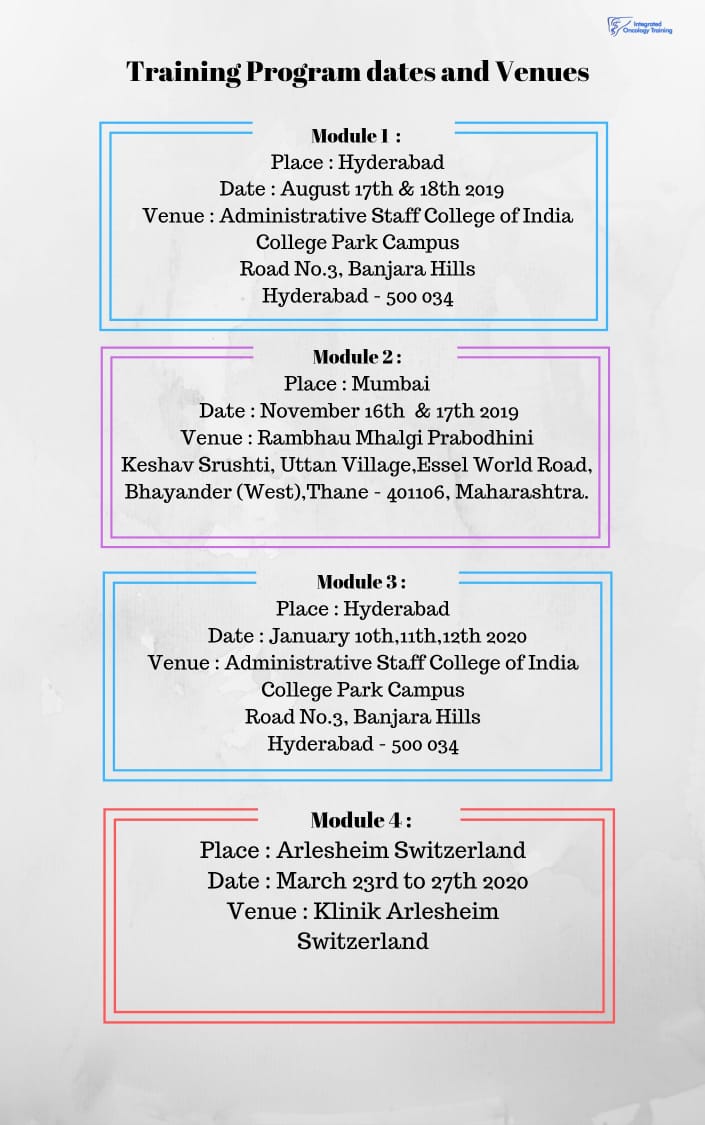 Integrated
Oncology Training
Training Program dates and Venues
Module 1 :
Place : Hyderabad
Date : August 17th & 18th 2019
Venue : Administrative Staff College of India
College Park Campus
Road No.3, Banjara Hills
Hyderabad - 500 034
Module 2 :
Place : Mumbai
Date : November 16th & 17th 2019
Venue : Rambhau Mhalgi Prabodhini
Keshav Srushti, Uttan Village,Essel World Road,
Bhayander (West),Thane - 401106, Maharashtra.
Module 3 :
Place : Hyderabad
Date : January 10th,11th,12th 2020
Venue : Administrative Staff College of India
College Park Campus
Road No.3, Banjara Hills
Hyderabad - 500 034
Module 4 :
Place : Arlesheim Switzerland
Date : March 23rd to 27th 2020
Venue : Klinik Arlesheim
Switzerland